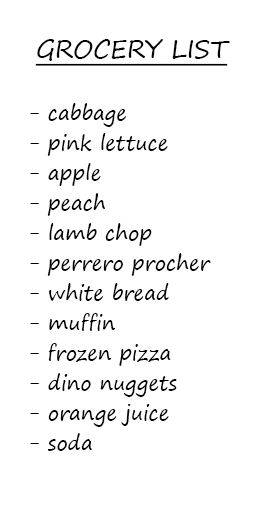 GROCERY LIST
- cabbage
- pink lettuce
- apple
- peach
- lamb chop
- perrero procher
- white bread
- muffin
- frozen pizza
- dino nuggets
- orange juice
- soda